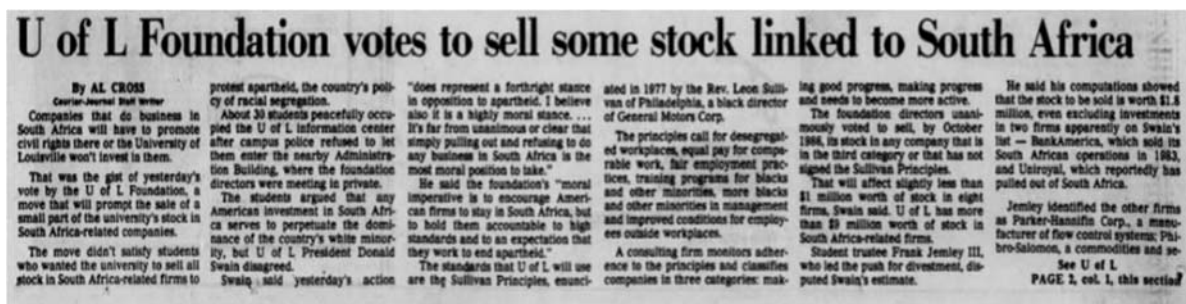 U of L Foundation votes to sell some stock linked to South Africa
By AL CROSS
Courier-Journal Staff Writer
Companies that do business in
South Africa will have to promote
civil rights there or the University of
Louisville won't invest in them.
That was the gist of yesterday's
vote by the U of L Foundation, a
move that will prompt the sale of a
small part of the university's stock in
South Africa-related companies.
The move didn't satisfy students
who wanted the university to sell all
stock in South Africa-related firms to
protest apartheid, the country's poli-
cy of racial segregation.
About 30 students peacefully occu-
pied the U of L information center
after campus police refused to let
them enter the nearby Administra-
tion Building, where the foundation
directors were meeting in private.
The students argued that any
American investment in South Afri-
ca serves to perpetuate the domi-
nance of the country's white minor-
ity, but U of L President Donald
Swain disagreed.
Swain said yesterday's action
"does represent a forthright stance
in opposition to apartheid. I believe
also it is a highly moral stance. ...
It's far from unanimous or clear that
simply pulling out and refusing to do
any business in South Africa is the
most moral position to take."
He said the foundation's "moral
imperative is to encourage Ameri-
can firms to stay in South Africa, but
to hold them accountable to high
standards and to an expectation that
they work to end apartheid."
The standards that U of L will use
are the Sullivan Principles, enunci-
ated in 1977 by the Rev. Leon Sulli-
van of Philadelphia, a black director
of General Motors Corp.
The principles call for desegregat-
ed workplaces, equal pay for compa-
rable work, fair employment prac-
tices, training programs for blacks
and other minorities, more blacks
and other minorities in management
and improved conditions for employ-
ees outside workplaces.
A consulting firm monitors adher-
ence to the principles and classifies
companies in three categories: mak-
ing good progress, making progress
and needs to become more active.
The foundation directors unani-
mously voted to sell, by October
1986, its stock in any company that is
in the third category or that has not
signed the Sullivan Principles.
That will affect slightly less than
$1 million worth of stock in eight
firms, Swain said. U of L has more
than $9 million worth of stock in
South Africa-related firms.
Student trustee Frank Jemley III,
who led the push for divestment, dis-
puted Swain's estimate.
He said his computations showed
that the stock to be sold is worth $1.8
million, even excluding investments
in two firms apparently on Swain's
list — BankAmerica, which sold its
South African operations in 1983,
and Uniroyal, which reportedly has
pulled out of South Africa.
Jemley identified the other firms
as Parker-Hannifin Corp., a manu-
facturer of flow control systems; Phi-
bro-Salomon, a commodities and se-
See U of L
PAGE 2, col. 1, this section